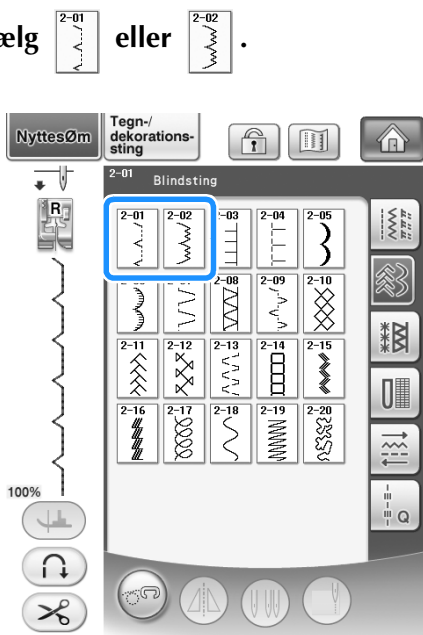 ælg 2-01 eller 2-02 .
NyttesØm
Tegn-/
dekorations-
sting
2-01
Blindsting
R
2-01 2-02 2-03 2-04 2-05
2-08 2-09 2-10
2-11 2-12 2-13 2-14 2-15
2-16 2-17 2-18 2-19 2-20
100%
Q